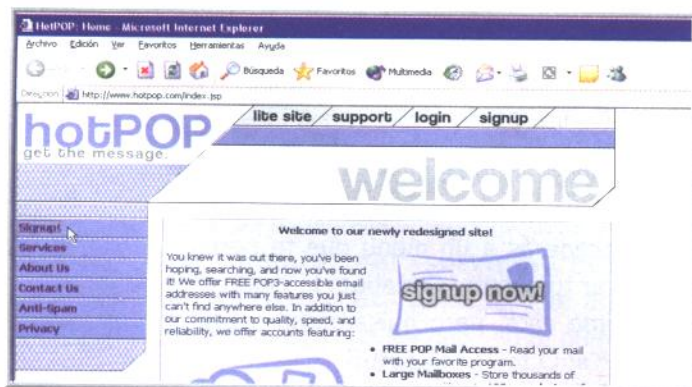 HotPOP: Home - Microsoft Internet Explorer
Archivo Edición Ver Favoritos Herramientas Ayuda
Búsqueda Favoritos Multimedia
Dirección http://www.hotpop.com/index.jsp
hotPOP
get the message.
lite site / support / login / signup
welcome
Signup!
Services
About Us
Contact Us
Anti-Spam
Privacy
Welcome to our newly redesigned site!
You knew it was out there, you've been
hoping, searching, and now you've found
it! We offer FREE POP3-accessible email
addresses with many features you just
can't find anywhere else. In addition to
our commitment to quality, speed, and
reliability, we offer accounts featuring:
signup now!
• FREE POP Mail Access - Read your mail
with your favorite program.
• Large Mailboxes - Store thousands of